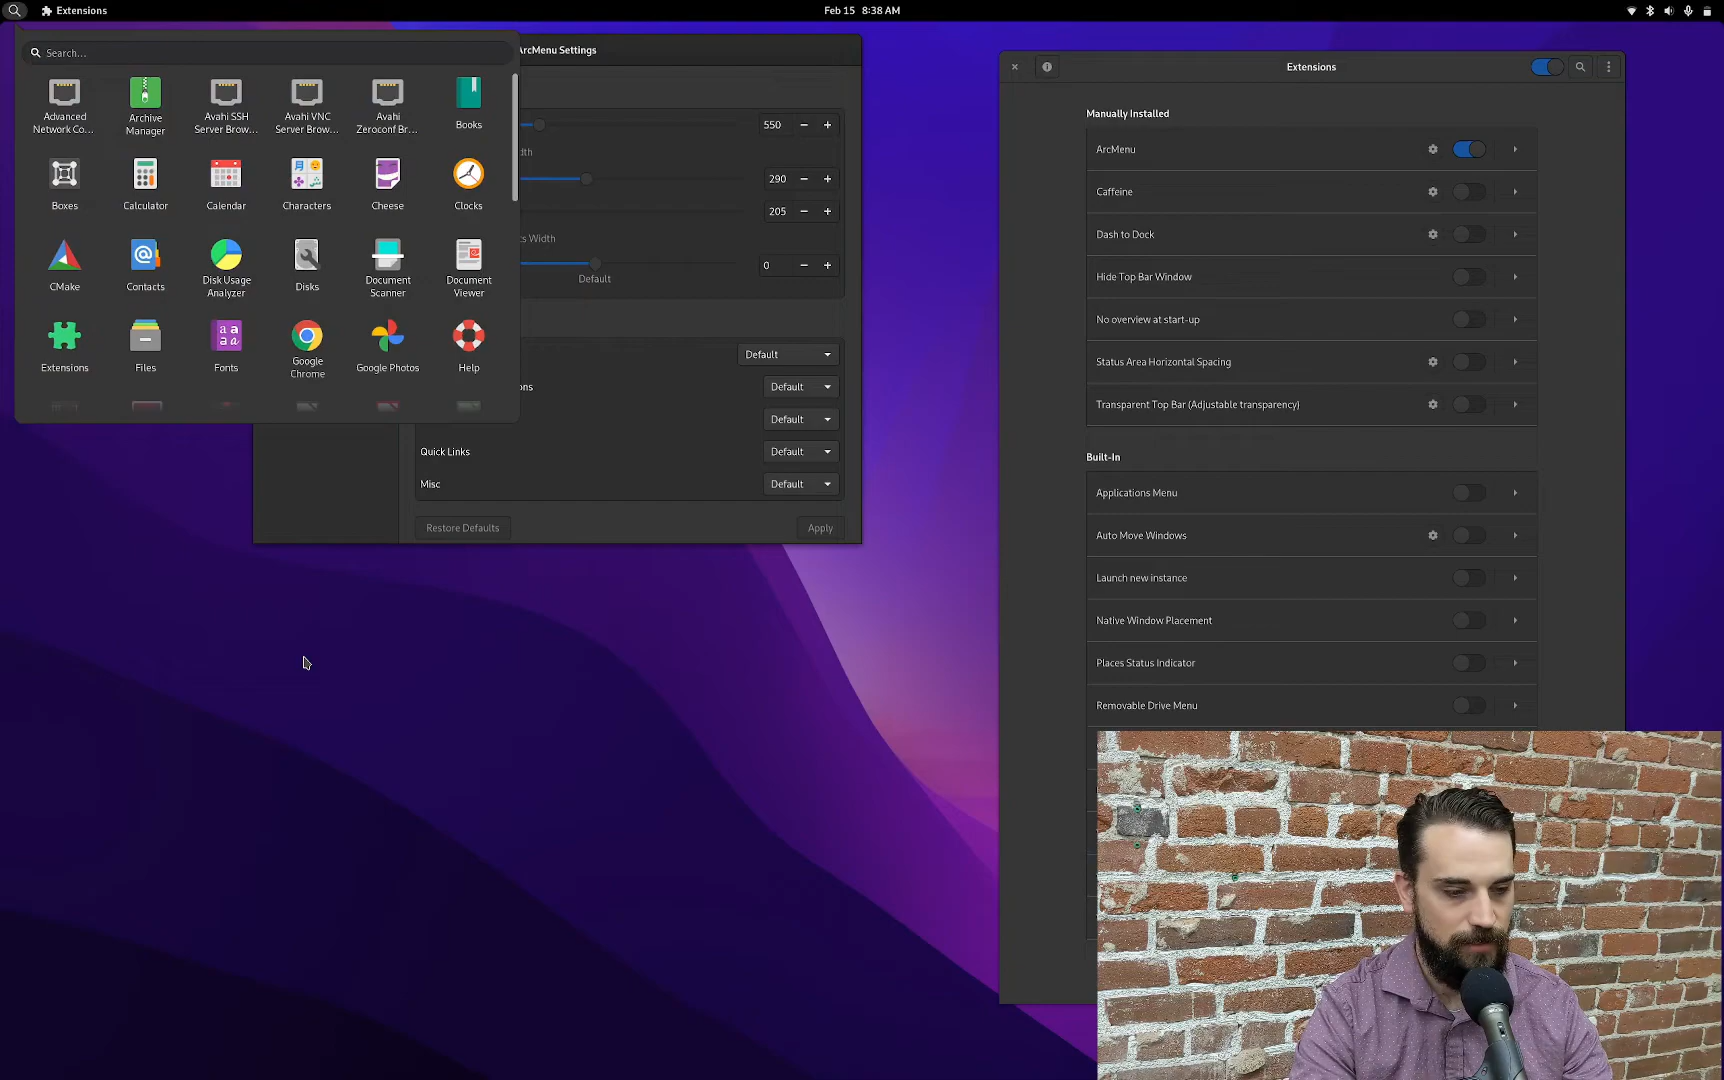 Extensions
Feb 15 8:38 AM
Search...
Advanced
Network Co...
Archive
Manager
Avahi SSH
Server Brow...
Avahi VNC
Server Brow...
Avahi
Zeroconf Br...
Books
Boxes
Calculator
Calendar
Characters
Cheese
Clocks
CMake
Contacts
Disk Usage
Analyzer
Disks
Document
Scanner
Document
Viewer
Extensions
Files
Fonts
Google
Chrome
Google Photos
Help
ArcMenu Settings
550
290
205
Width
0
Default
Default
Default
Default
Quick Links
Default
Misc
Default
Restore Defaults
Apply
Extensions
Manually Installed
ArcMenu
Caffeine
Dash to Dock
Hide Top Bar Window
No overview at start-up
Status Area Horizontal Spacing
Transparent Top Bar (Adjustable transparency)
Built-In
Applications Menu
Auto Move Windows
Launch new instance
Native Window Placement
Places Status Indicator
Removable Drive Menu